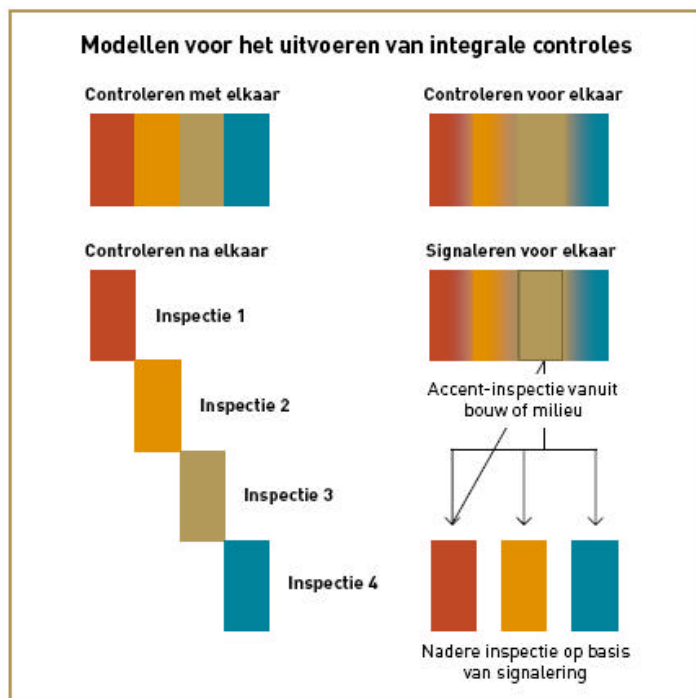 Modellen voor het uitvoeren van integrale controles
Controleren met elkaar
Controleren voor elkaar
Controleren na elkaar
Inspectie 1
Inspectie 2
Inspectie 3
Inspectie 4
Signaleren voor elkaar
Accent-inspectie vanuit
bouw of milieu
Nadere inspectie op basis
van signalering